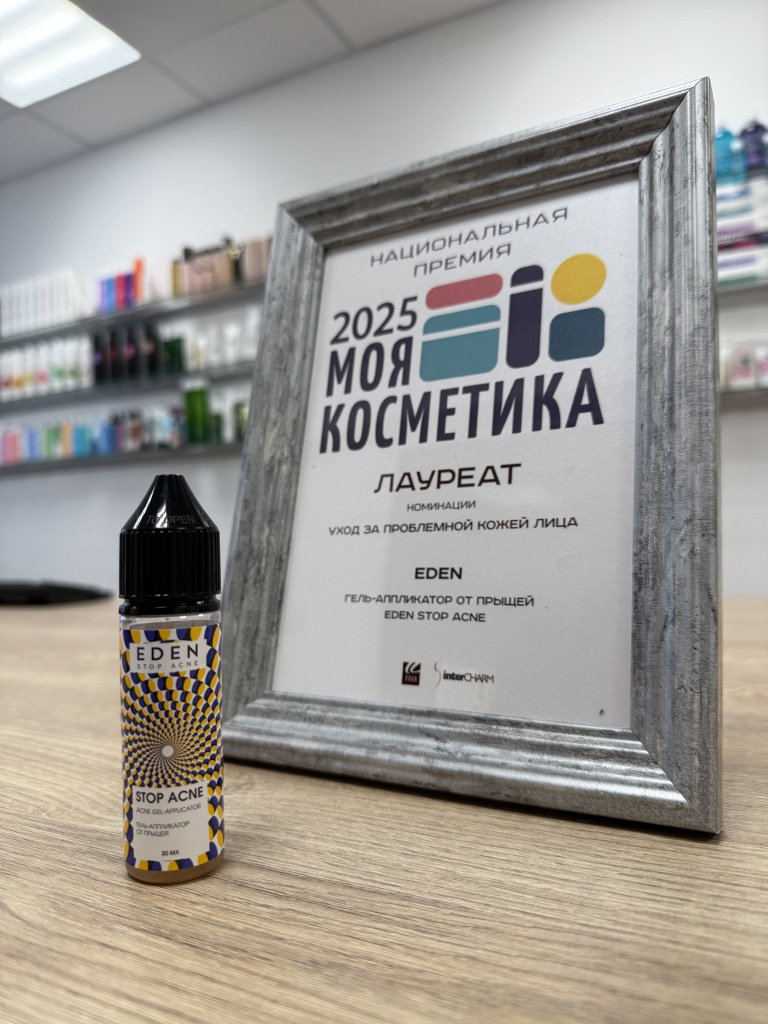 НАЦИОНАЛЬНАЯ
ПРЕМИЯ
2025
МОЯ
КОСМЕТИКА
ЛАУРЕАТ
НОМИНАЦИИ
УХОД ЗА ПРОБЛЕМНОЙ КОЖЕЙ ЛИЦА
EDEN
ГЕЛЬ-АППЛИКАТОР ОТ ПРЫЩЕЙ
EDEN STOP ACNE
interCHARM
EDEN
STOP ACNE
STOP ACNE
ACNE GEL-APPLICATOR
ГЕЛЬ-АППЛИКАТОР
ОТ ПРЫЩЕЙ
30 МЛ